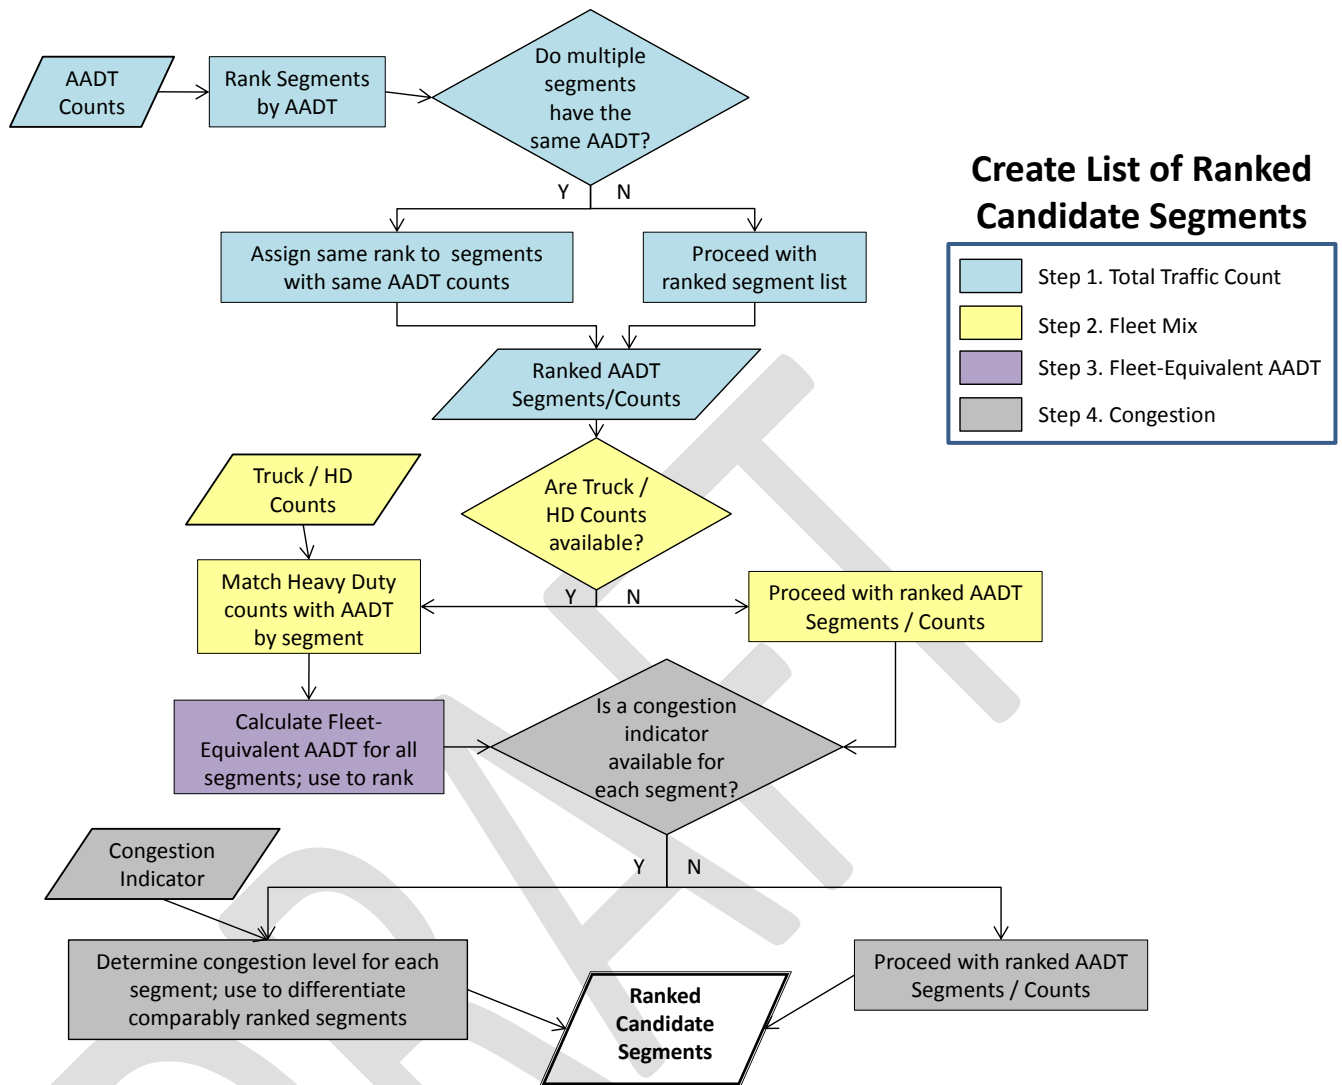 AADT
Counts
Rank Segments
by AADT
Do multiple
segments
have the
same AADT?
Y
N
Assign same rank to segments
with same AADT counts
Proceed with
ranked segment list
Create List of Ranked
Candidate Segments
Step 1. Total Traffic Count
Step 2. Fleet Mix
Step 3. Fleet-Equivalent AADT
Step 4. Congestion
Ranked AADT
Segments/Counts
Truck / HD
Counts
Are Truck /
HD Counts
available?
Y
N
Match Heavy Duty
counts with AADT
by segment
Proceed with ranked AADT
Segments / Counts
Calculate Fleet-
Equivalent AADT for all
segments; use to rank
Is a congestion
indicator
available for
each segment?
Y
N
Congestion
Indicator
Determine congestion level for each
segment; use to differentiate
comparably ranked segments
Proceed with ranked AADT
Segments / Counts
Ranked
Candidate
Segments
DRAFT